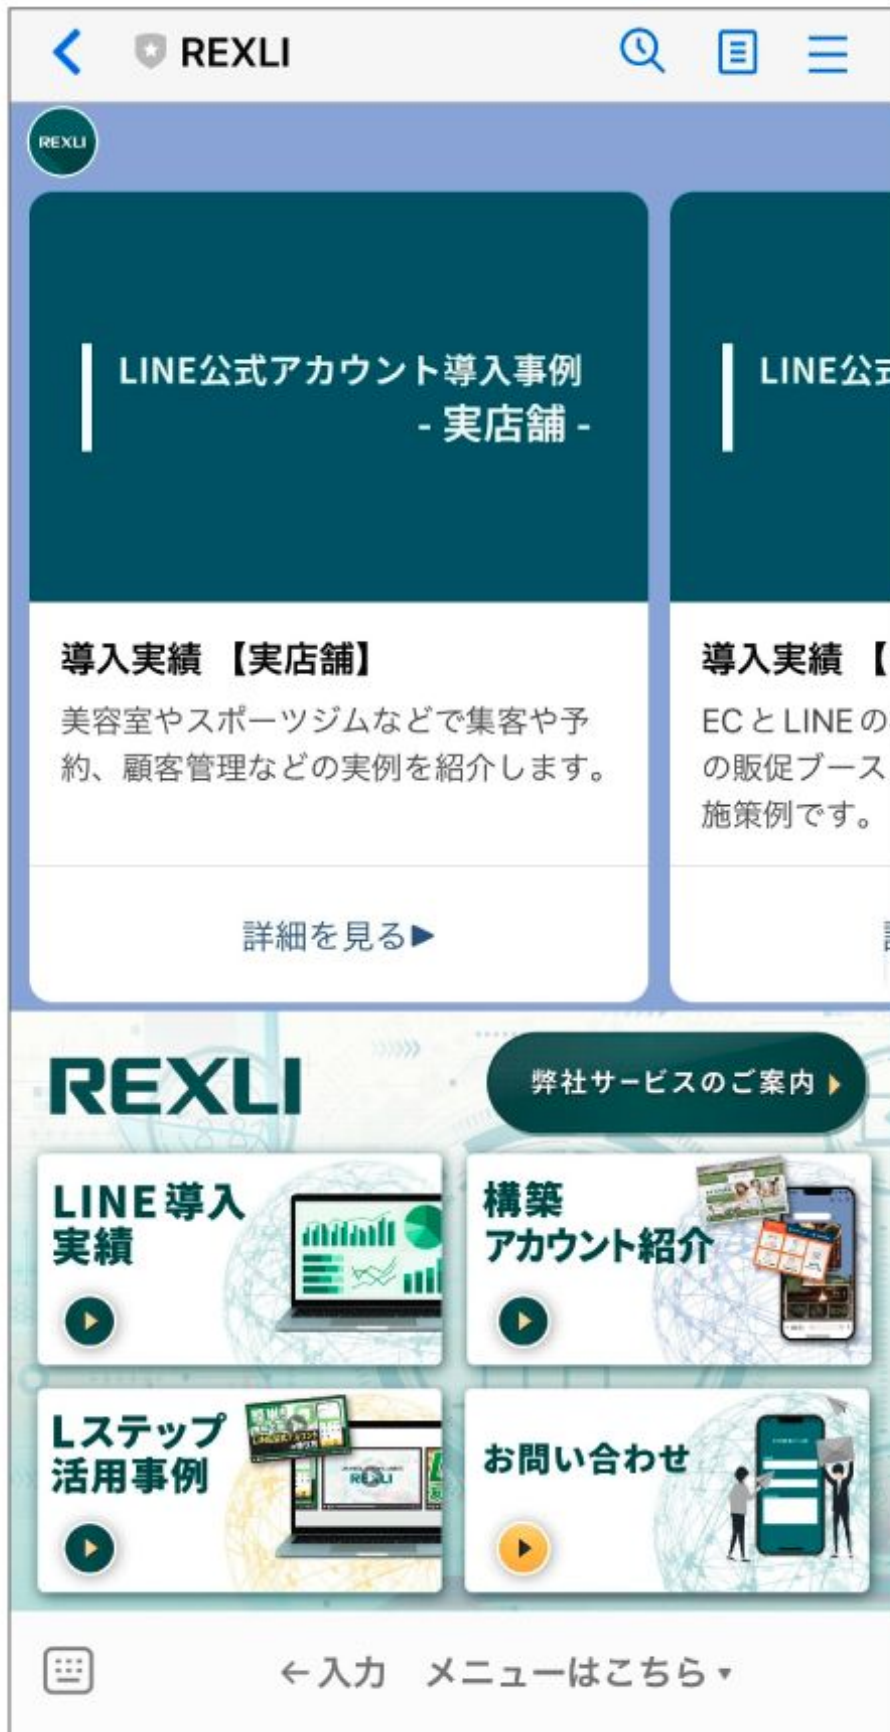 REXLI
REXLI
LINE公式アカウント導入事例
- 実店舗 -
導入実績 【実店舗】
美容室やスポーツジムなどで集客や予
約、顧客管理などの実例を紹介します。
詳細を見る▶
LINE公式
導入実績 【
ECとLINEの
の販促ブース
施策例です。
REXLI
弊社サービスのご案内
LINE導入
実績
構築
アカウント紹介
Lステップ
活用事例
REXLI
お問い合わせ
←入力 メニューはこちら▾